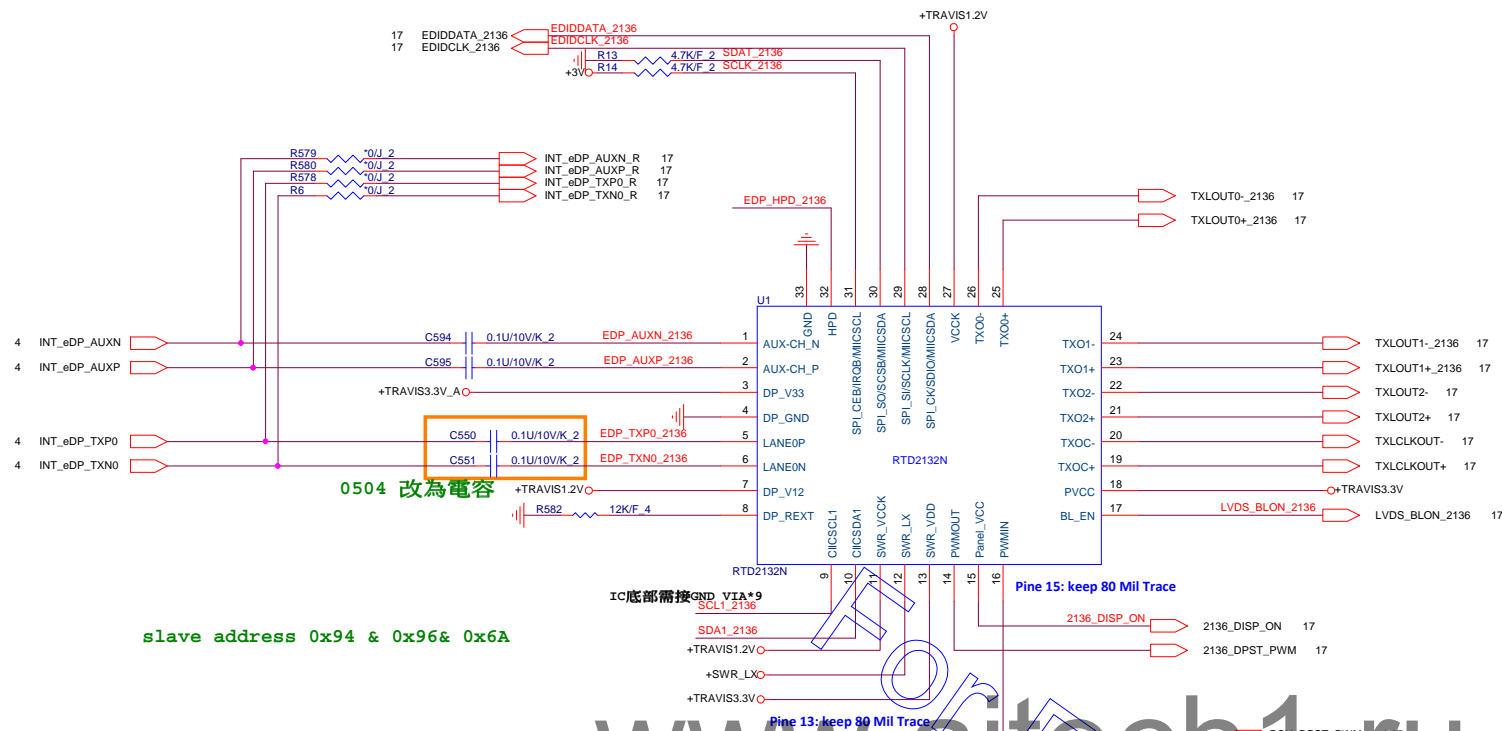 +TRAVIS1.2V
17 EDIDDATA_2136 EDIDDATA_2136
17 EDIDCLK_2136 EDIDCLK_2136
R13 4.7K/F_2 SDAT_2136
+3V R14 4.7K/F_2 SCLK_2136
R579 *0/J_2 INT_eDP_AUXN_R 17
R580 *0/J_2 INT_eDP_AUXP_R 17
R578 *0/J_2 INT_eDP_TXP0_R 17
R6 *0/J_2 INT_eDP_TXN0_R 17
EDP_HPD_2136
TXLOUT0-_2136 17
TXLOUT0+_2136 17
33 32 31 30 29 28 27 26 25
U1
GND
HPD
SPI_CEB/IRQB/MIICSCL
SPI_SO/SCSB/MIICSDA
SPI_SI/SCLK/MIICSCL
SPI_CK/SDIO/MIICSDA
VCCK
TXO0-
TXO0+
4 INT_eDP_AUXN C594 0.1U/10V/K_2 EDP_AUXN_2136 1 AUX-CH_N
4 INT_eDP_AUXP C595 0.1U/10V/K_2 EDP_AUXP_2136 2 AUX-CH_P
+TRAVIS3.3V_A 3 DP_V33
4 DP_GND
4 INT_eDP_TXP0 C550 0.1U/10V/K_2 EDP_TXP0_2136 5 LANE0P
4 INT_eDP_TXN0 C551 0.1U/10V/K_2 EDP_TXN0_2136 6 LANE0N
0504 改為電容
+TRAVIS1.2V 7 DP_V12
R582 12K/F_4 8 DP_REXT
TXO1- 24 TXLOUT1-_2136 17
TXO1+ 23 TXLOUT1+_2136 17
TXO2- 22 TXLOUT2- 17
TXO2+ 21 TXLOUT2+ 17
TXOC- 20 TXLCLKOUT- 17
TXOC+ 19 TXLCLKOUT+ 17
PVCC 18 +TRAVIS3.3V
BL_EN 17 LVDS_BLON_2136 LVDS_BLON_2136 17
RTD2132N
CIICSCL1
CIICSDA1
SWR_VCCK
SWR_LX
SWR_VDD
PWMOUT
Panel_VCC
PWMIN
RTD2132N
9 10 11 12 13 14 15 16
Pine 15: keep 80 Mil Trace
IC底部需接GND VIA*9
SCL1_2136
SDA1_2136
slave address 0x94 & 0x96& 0x6A
+TRAVIS1.2V
+SWR_LX
+TRAVIS3.3V
2136_DISP_ON 2136_DISP_ON 17
2136_DPST_PWM 17
Pine 13: keep 80 Mil Trace
For